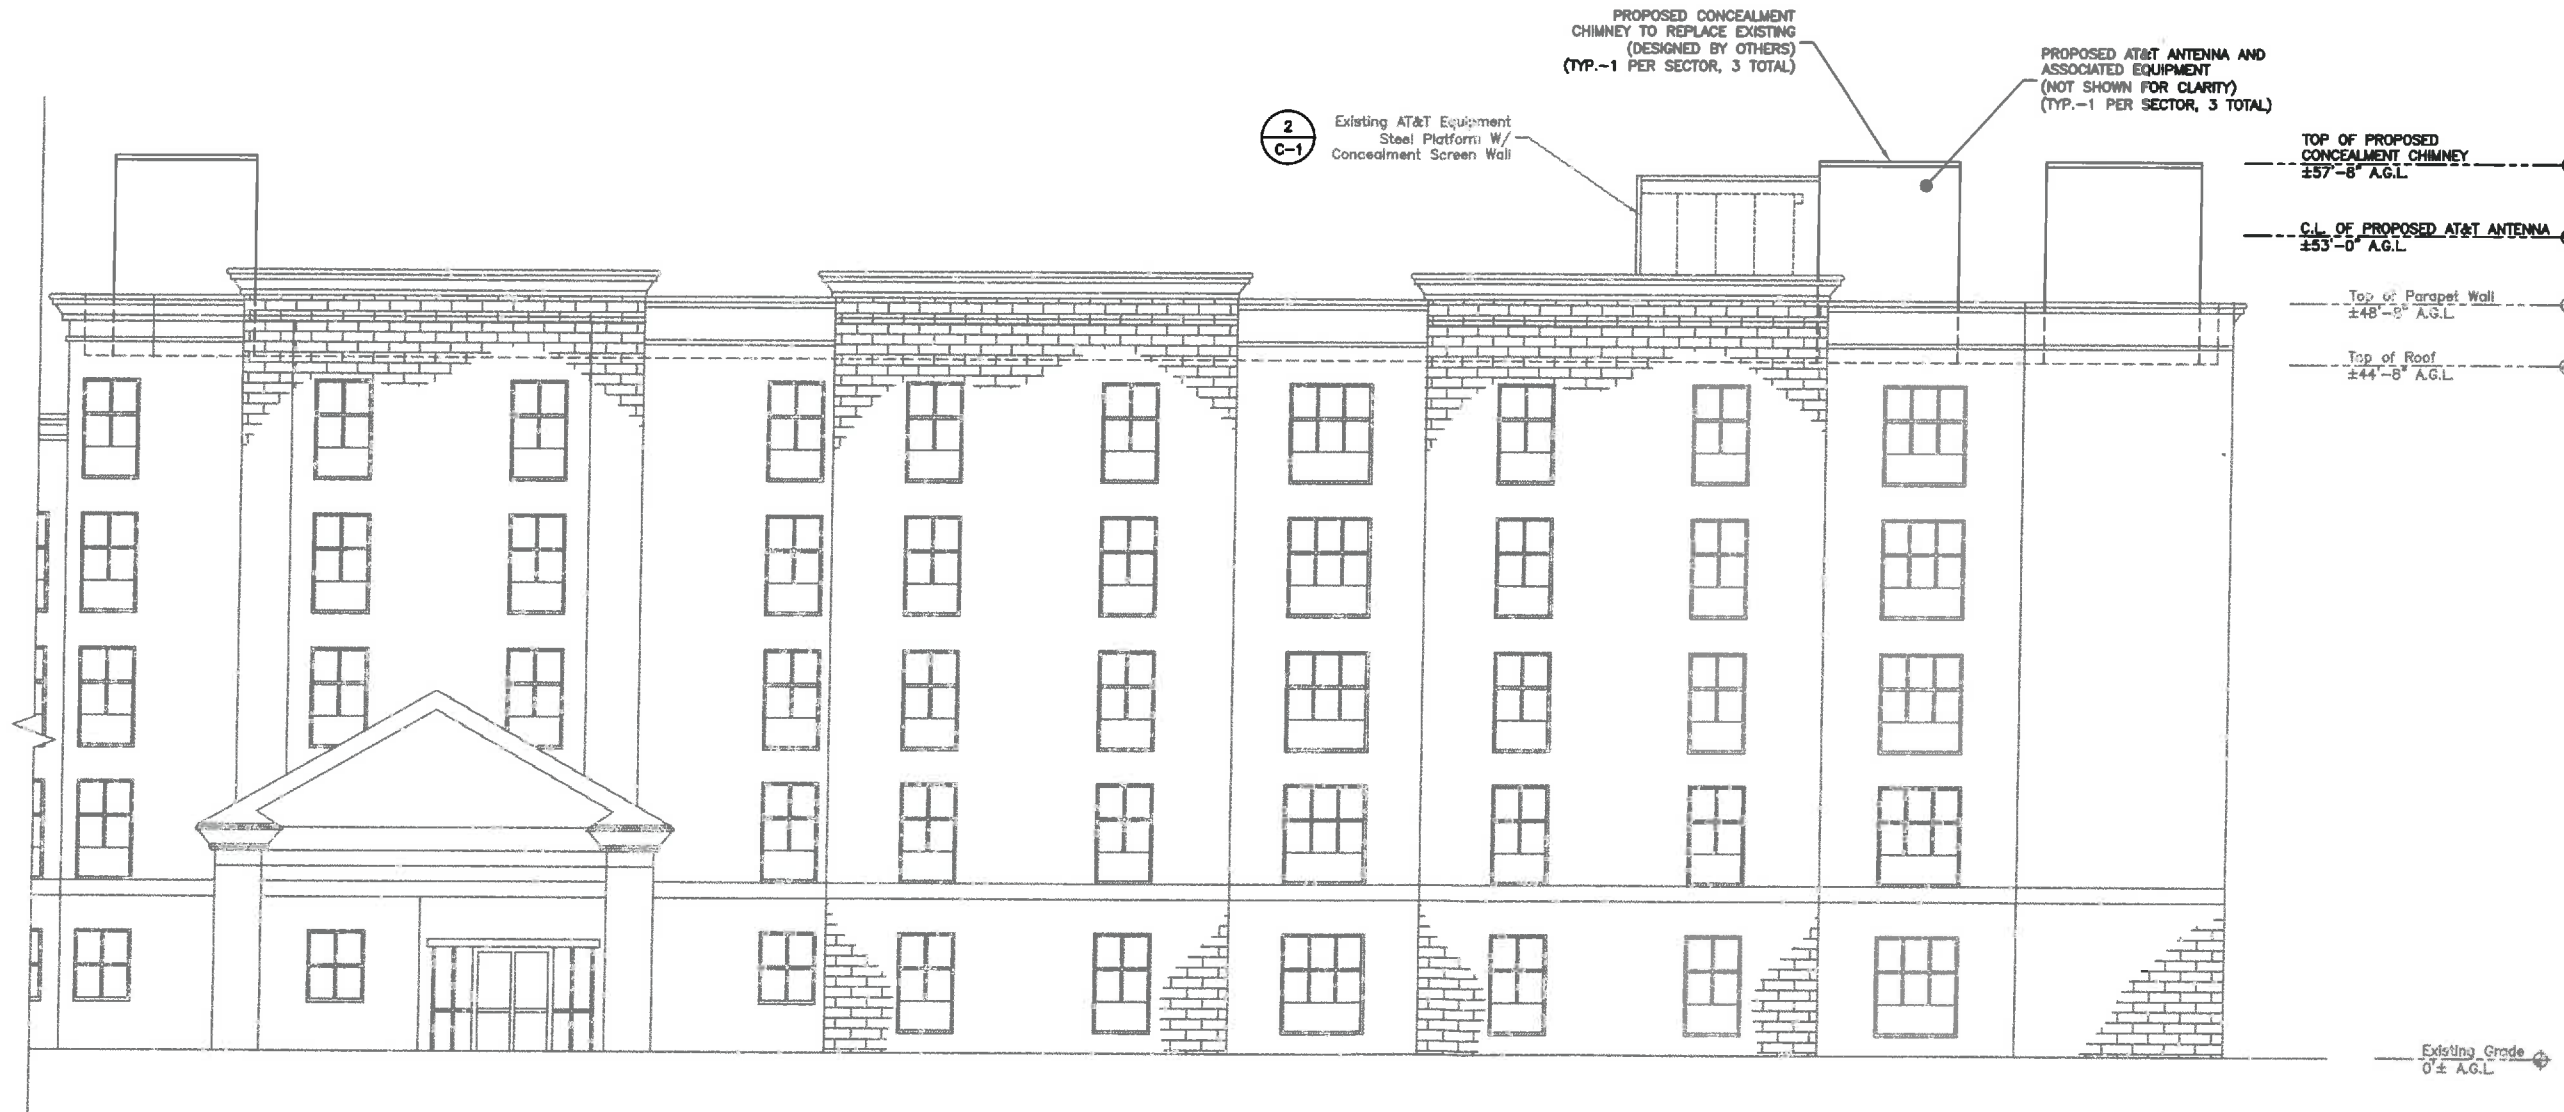 PROPOSED CONCEALMENT
CHIMNEY TO REPLACE EXISTING
(DESIGNED BY OTHERS)
(TYP.-1 PER SECTOR, 3 TOTAL)
PROPOSED AT&T ANTENNA AND
ASSOCIATED EQUIPMENT
(NOT SHOWN FOR CLARITY)
(TYP.-1 PER SECTOR, 3 TOTAL)
2
C-1
Existing AT&T Equipment
Steel Platform W/
Concealment Screen Wall
TOP OF PROPOSED
CONCEALMENT CHIMNEY
±57'-8" A.G.L.
C.L. OF PROPOSED AT&T ANTENNA
±53'-0" A.G.L.
Top of Parapet Wall
±48'-8" A.G.L.
Top of Roof
±44'-8" A.G.L.
Existing Grade
0'± A.G.L.